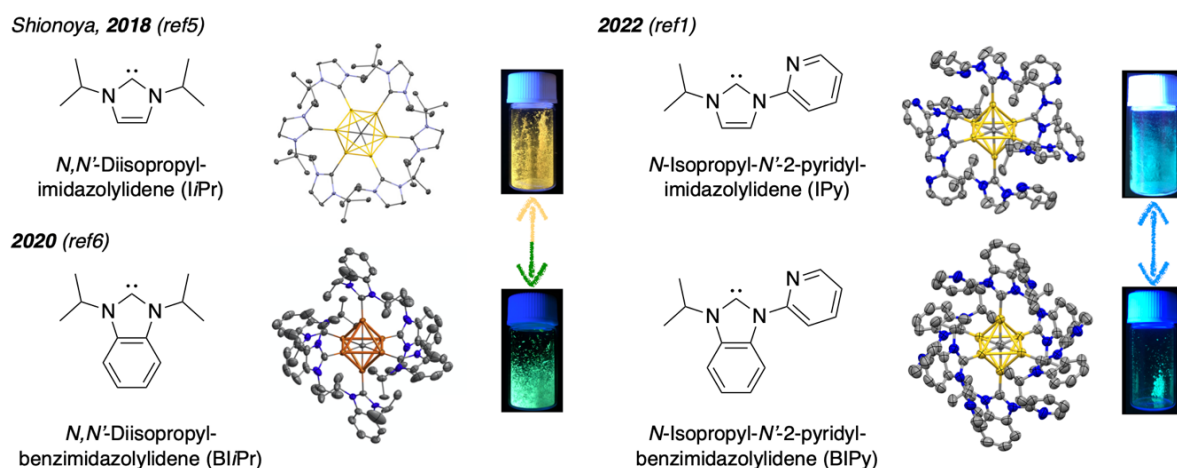 Shionoya, 2018 (ref5)
N
N
N,N'-Diisopropyl-
imidazolylidene (IiPr)
2020 (ref6)
N
N
N,N'-Diisopropyl-
benzimidazolylidene (BIiPr)
2022 (ref1)
N
N
N
N-Isopropyl-N'-2-pyridyl-
imidazolylidene (IPy)
N
N
N
N-Isopropyl-N'-2-pyridyl-
benzimidazolylidene (BIPy)